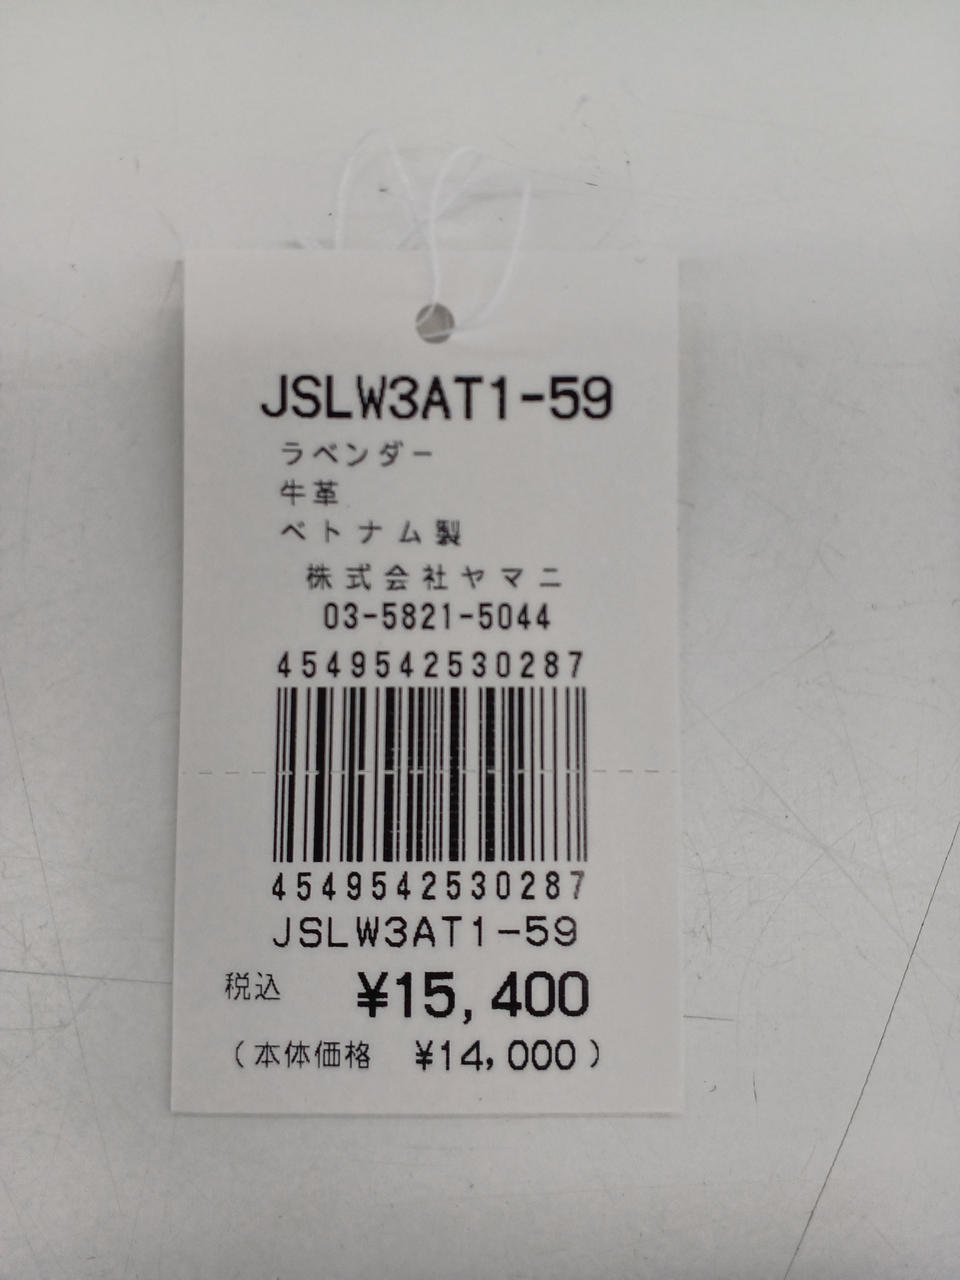 JSLW3AT1-59
ラベンダー
牛革
ベトナム製
株式会社ヤマニ
03-5821-5044
4549542530287
4549542530287
JSLW3AT1-59
税込 ¥15,400
(本体価格 ¥14,000)